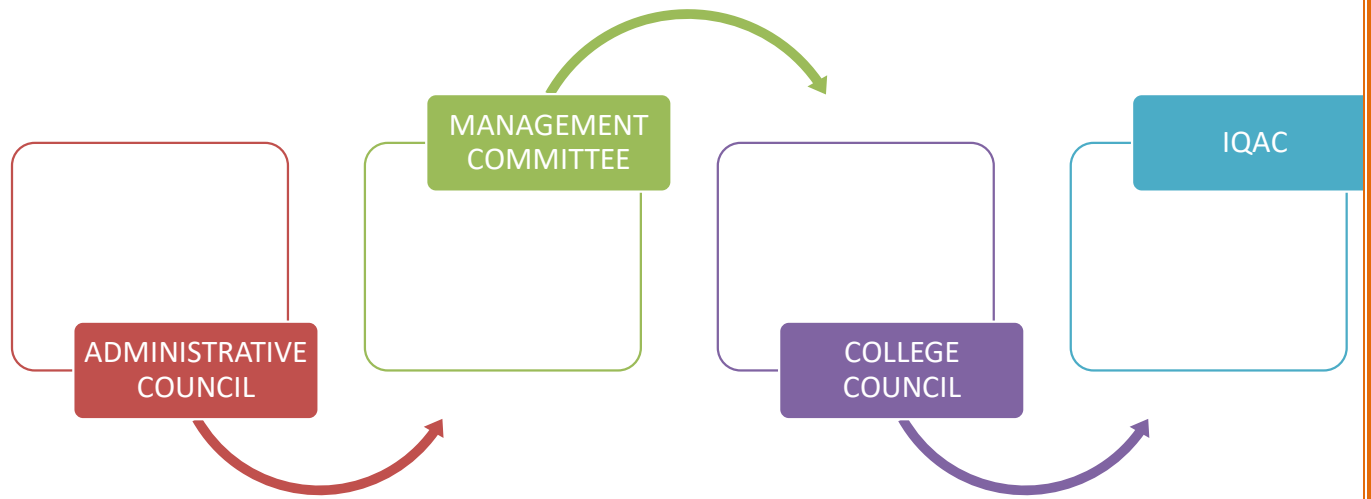 ADMINISTRATIVE
COUNCIL
MANAGEMENT
COMMITTEE
COLLEGE
COUNCIL
IQAC